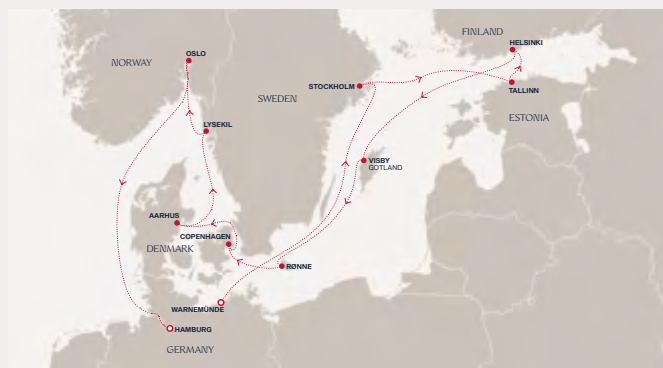 FINLAND
HELSINKI
OSLO
NORWAY
STOCKHOLM
TALLINN
SWEDEN
ESTONIA
LYSEKIL
VISBY
GOTLAND
AARHUS
COPENHAGEN
DENMARK
RØNNE
WARNEMÜNDE
HAMBURG
GERMANY